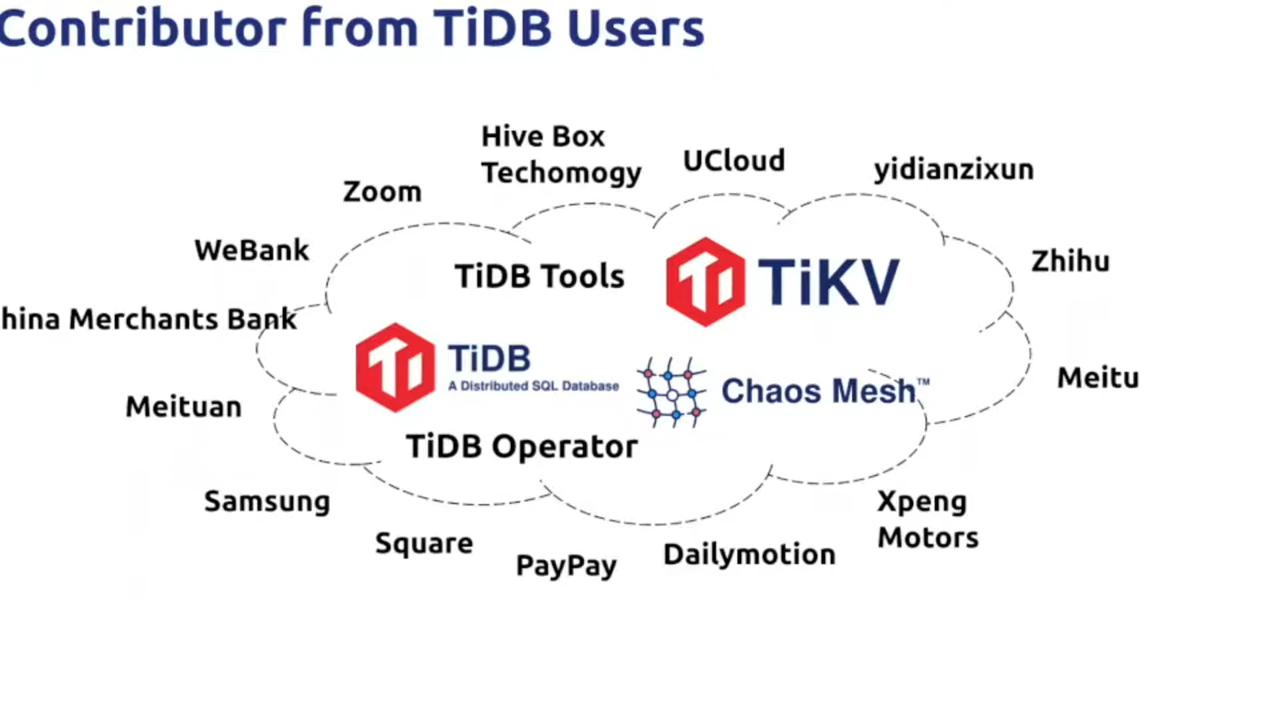 Contributor from TiDB Users
Hive Box
Techomogy
UCloud
yidianzixun
Zoom
WeBank
TiDB Tools
TiKV
Zhihu
hina Merchants Bank
TiDB
A Distributed SQL Database
Chaos Mesh™
Meitu
Meituan
TiDB Operator
Samsung
Xpeng
Motors
Square
PayPay
Dailymotion